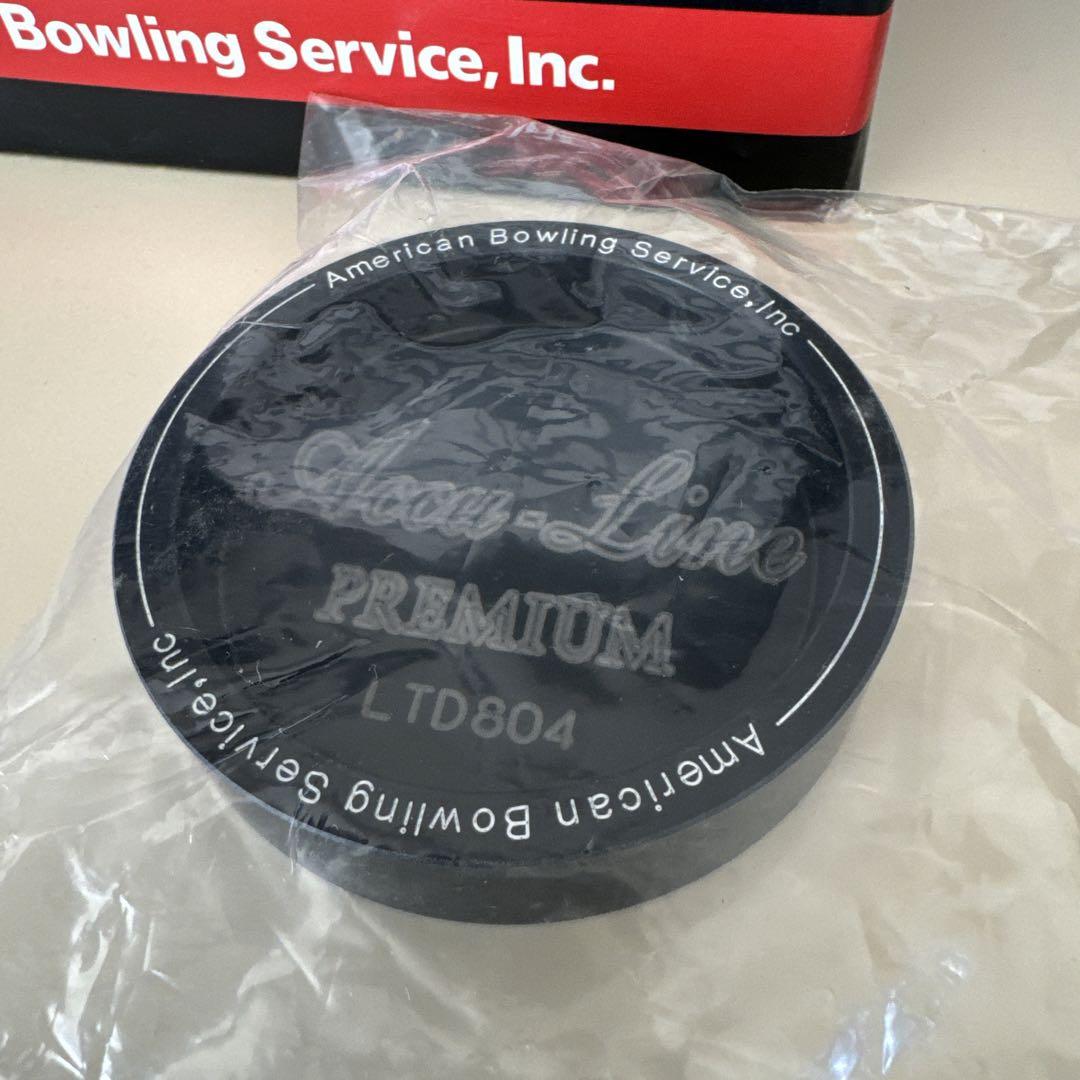 Bowling Service, Inc.
American Bowling Service,Inc
Accu-Line
PREMIUM
LTD804
American Bowling Service,Inc